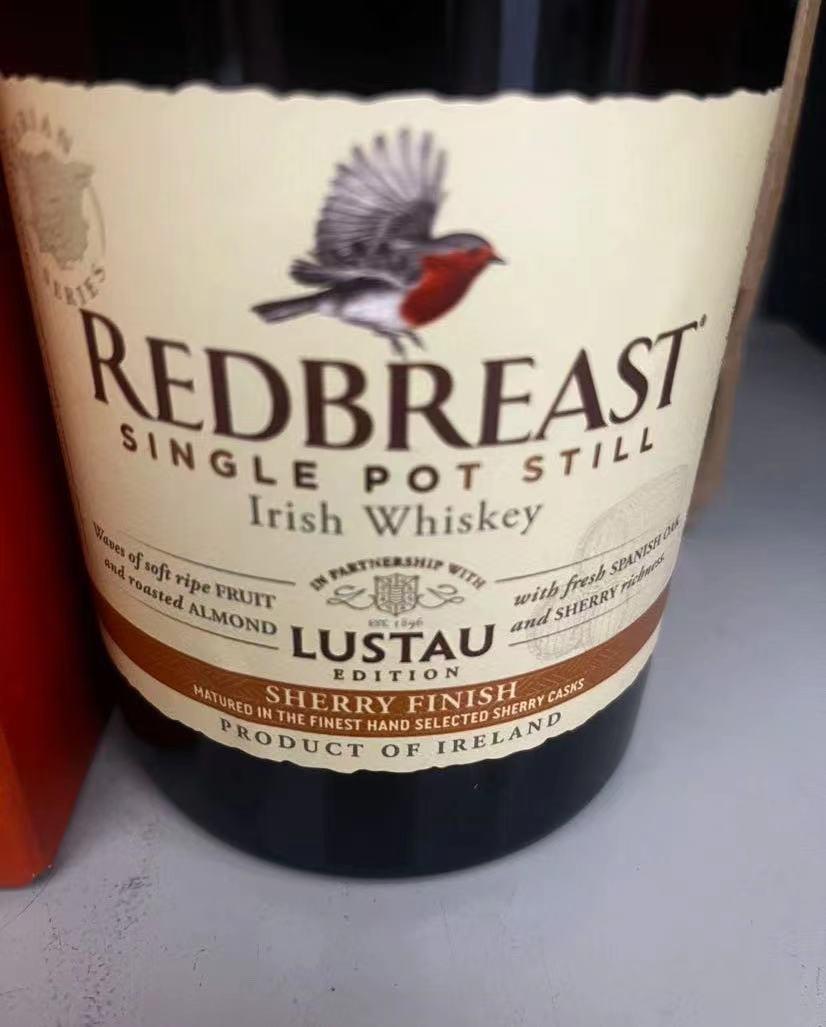 SERIES
REDBREAST®
SINGLE POT STILL
Irish Whiskey
Waves of soft ripe FRUIT
and roasted ALMOND
IN PARTNERSHIP WITH
EST. 1896
LUSTAU
EDITION
with fresh SPANISH OAK
and SHERRY richness.
SHERRY FINISH
MATURED IN THE FINEST HAND SELECTED SHERRY CASKS
PRODUCT OF IRELAND